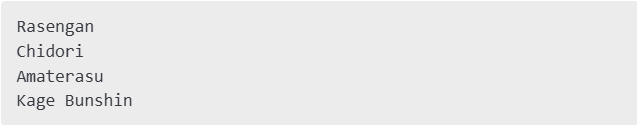 Rasengan
Chidori
Amaterasu
Kage Bunshin